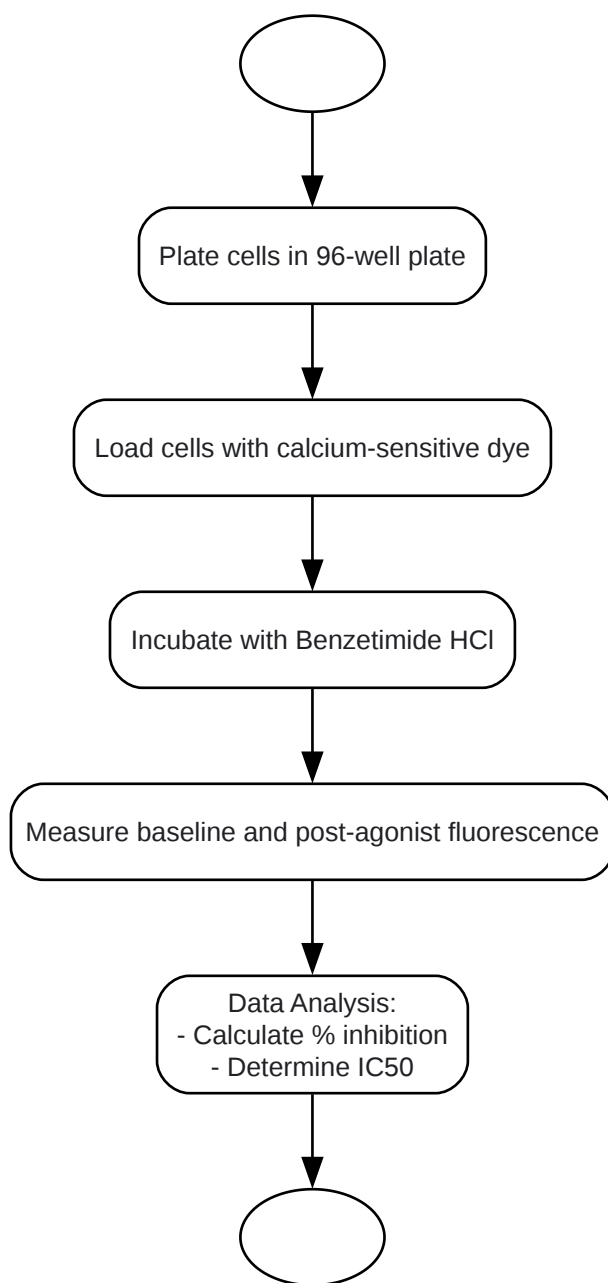 Plate cells in 96-well plate
Load cells with calcium-sensitive dye
Incubate with Benzetimide HCl
Measure baseline and post-agonist fluorescence
Data Analysis:
- Calculate % inhibition
- Determine IC50